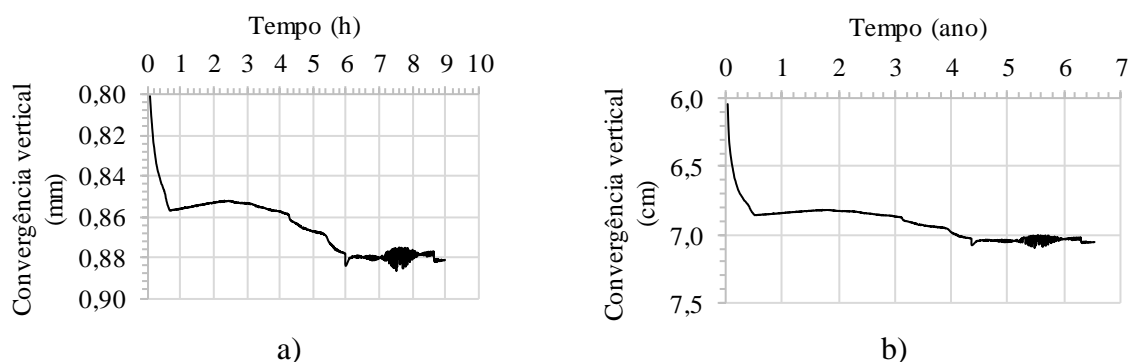 Tempo (h)
0 1 2 3 4 5 6 7 8 9 10
Convergência vertical
(mm)
0,80
0,82
0,84
0,86
0,88
0,90
a)
Tempo (ano)
0 1 2 3 4 5 6 7
Convergência vertical
(cm)
6,0
6,5
7,0
7,5
b)